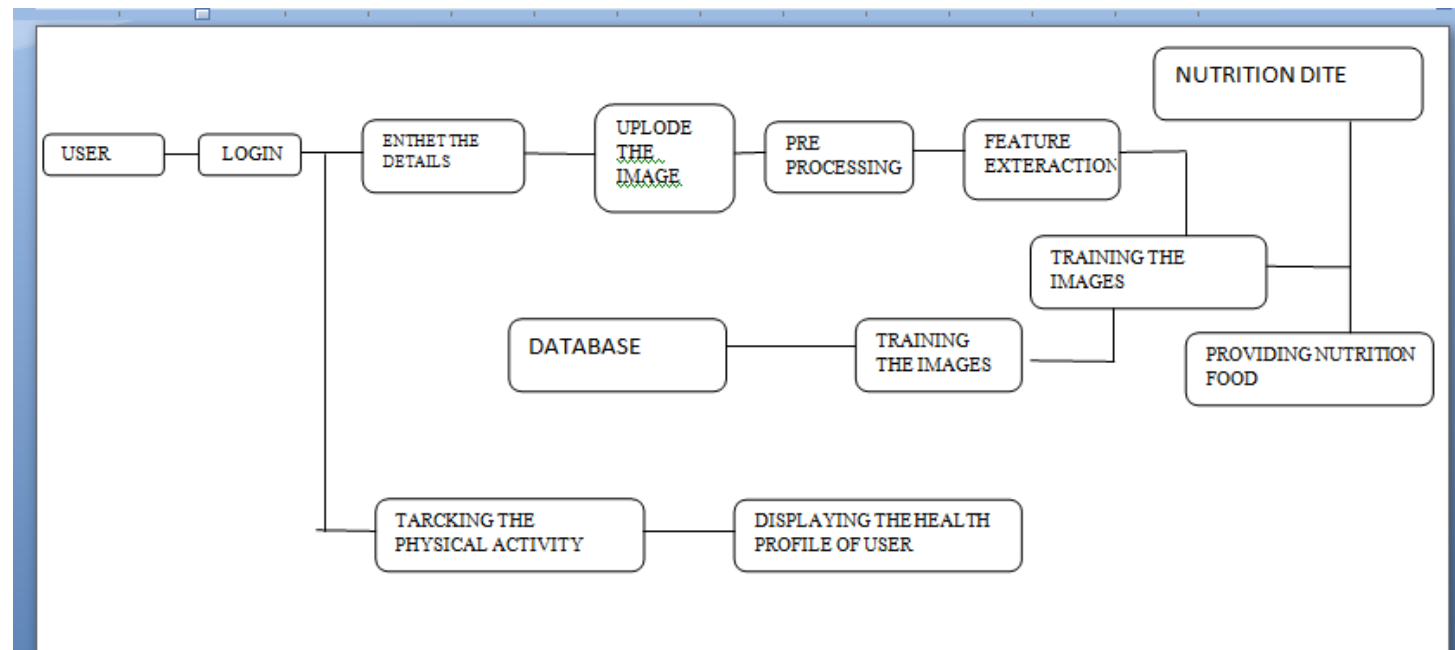 NUTRITION DITE
USER
LOGIN
ENTHET THE
DETAILS
UPLODE
THE
IMAGE
PRE
PROCESSING
FEATURE
EXTERACTION
TRAINING THE
IMAGES
DATABASE
TRAINING
THE IMAGES
PROVIDING NUTRITION
FOOD
TARCKING THE
PHYSICAL ACTIVITY
DISPLAYING THE HEALTH
PROFILE OF USER